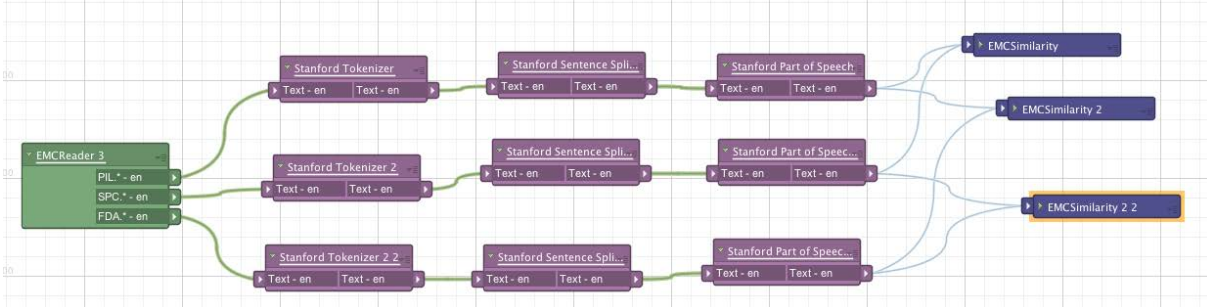 EMCReader 3
PIL.* - en
SPC.* - en
FDA.* - en
Stanford Tokenizer
Text - en Text - en
Stanford Sentence Spli...
Text - en Text - en
Stanford Part of Speech
Text - en Text - en
EMCSimilarity
Stanford Tokenizer 2
Text - en Text - en
Stanford Sentence Spli...
Text - en Text - en
Stanford Part of Speec...
Text - en Text - en
EMCSimilarity 2
Stanford Tokenizer 2 2
Text - en Text - en
Stanford Sentence Spli...
Text - en Text - en
Stanford Part of Speec...
Text - en Text - en
EMCSimilarity 2 2